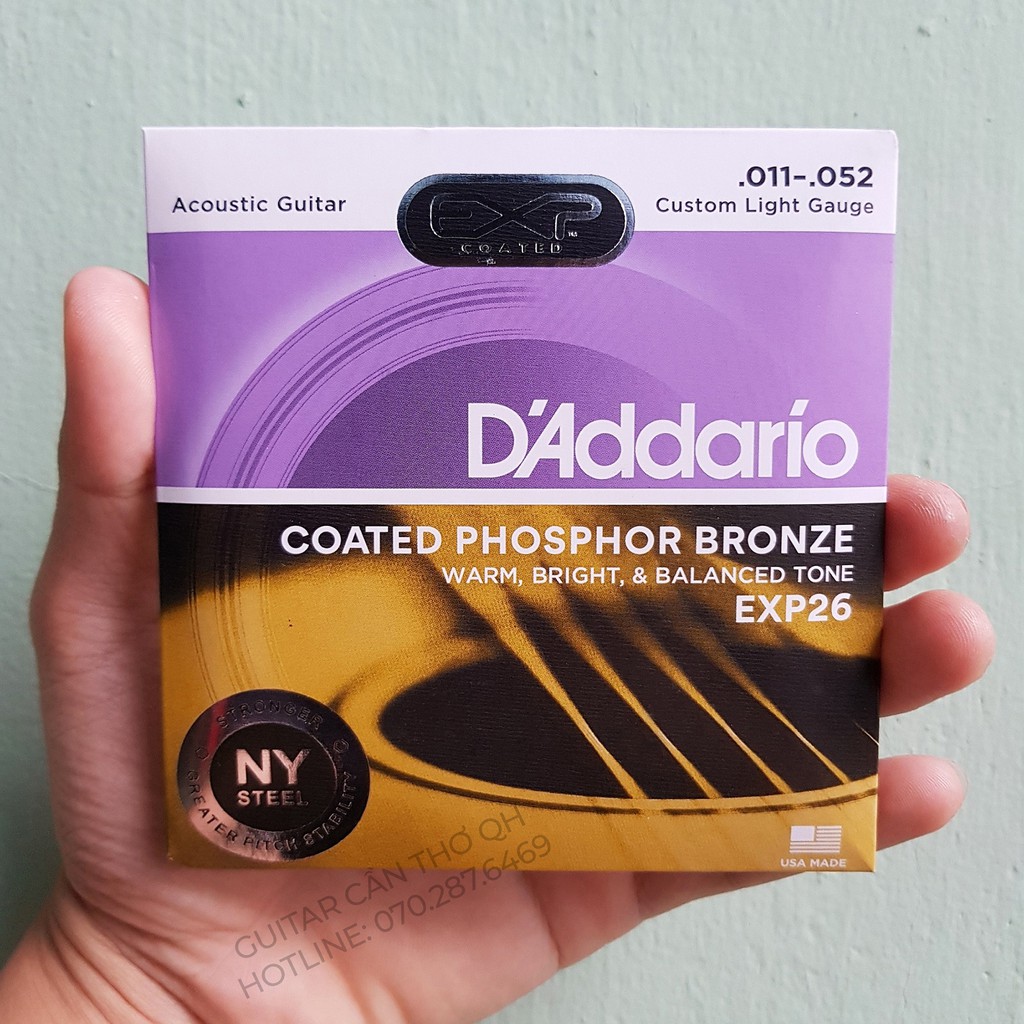 .011-.052
Acoustic Guitar
EXP™
COATED
Custom Light Gauge
D'Addario
COATED PHOSPHOR BRONZE
WARM, BRIGHT, & BALANCED TONE
EXP26
STRONGER
NY
STEEL
GREATER PITCH STABILITY
USA MADE
GUITAR CẦN THƠ QH
HOTLINE: 070.287.6469